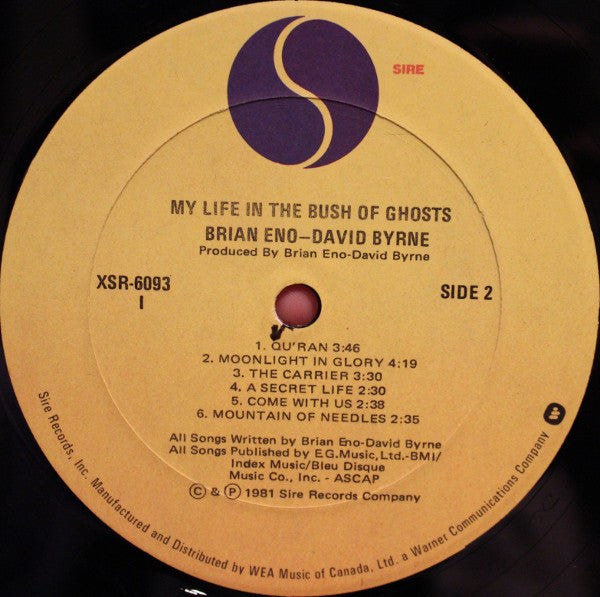 SIRE
MY LIFE IN THE BUSH OF GHOSTS
BRIAN ENO–DAVID BYRNE
Produced By Brian Eno-David Byrne
XSR-6093
I
SIDE 2
1. QU'RAN 3:46
2. MOONLIGHT IN GLORY 4:19
3. THE CARRIER 3:30
4. A SECRET LIFE 2:30
5. COME WITH US 2:38
6. MOUNTAIN OF NEEDLES 2:35
All Songs Written by Brian Eno-David Byrne
All Songs Published by E.G.Music,Ltd.-BMI/
Index Music/Bleu Disque
Music Co., Inc. - ASCAP
© & ℗ 1981 Sire Records Company
Sire Records, Inc. Manufactured and Distributed by WEA Music of Canada, Ltd. a Warner Communications Company